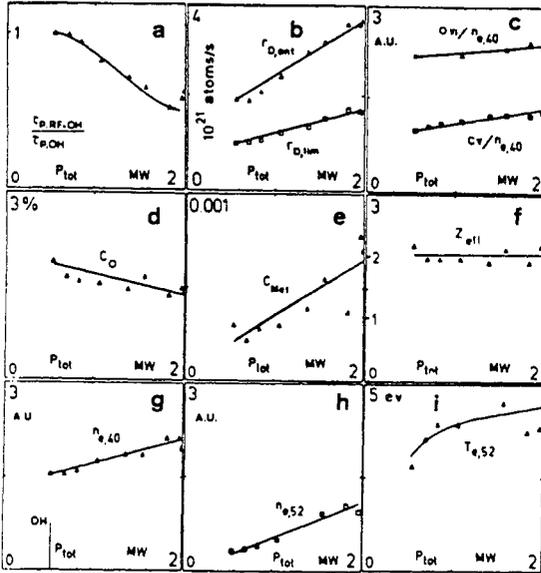 1
a
τP,RF+OH
τP,OH
0
Ptot
MW
2
4
b
ΓD,ent
10²¹ atoms/s
ΓD,lim
0
Ptot
MW
2
3
c
A.U.
OVI/ne,40
CV/ne,40
0
Ptot
MW
2
3%
d
CO
0
Ptot
MW
2
0.001
e
CMet
0
Ptot
MW
2
3
f
Zeff
2
1
0
Ptot
MW
2
3
g
A.U
ne,40
OH
0
Ptot
MW
2
3
h
A.U.
ne,52
0
Ptot
MW
2
5 ev
i
Te,52
0
Ptot
MW
2